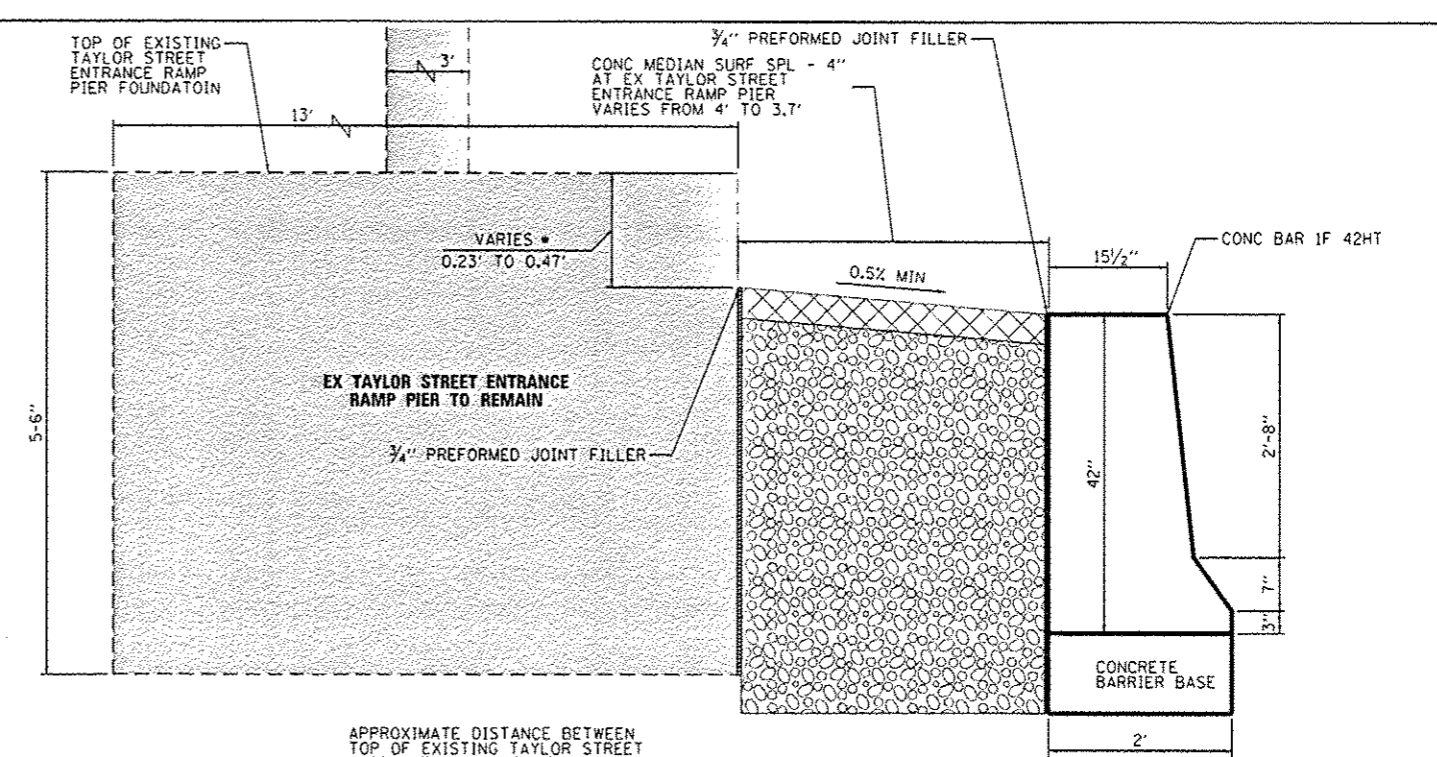 TOP OF EXISTING
TAYLOR STREET
ENTRANCE RAMP
PIER FOUNDATOIN
3'
13'
3/4" PREFORMED JOINT FILLER
CONC MEDIAN SURF SPL - 4"
AT EX TAYLOR STREET
ENTRANCE RAMP PIER
VARIES FROM 4' TO 3.7'
CONC BAR 1F 42HT
15 1/2"
VARIES *
0.23' TO 0.47'
0.5% MIN
5-6"
EX TAYLOR STREET ENTRANCE
RAMP PIER TO REMAIN
3/4" PREFORMED JOINT FILLER
42"
2'-8"
7"
3"
CONCRETE
BARRIER BASE
2'
APPROXIMATE DISTANCE BETWEEN
TOP OF EXISTING TAYLOR STREET